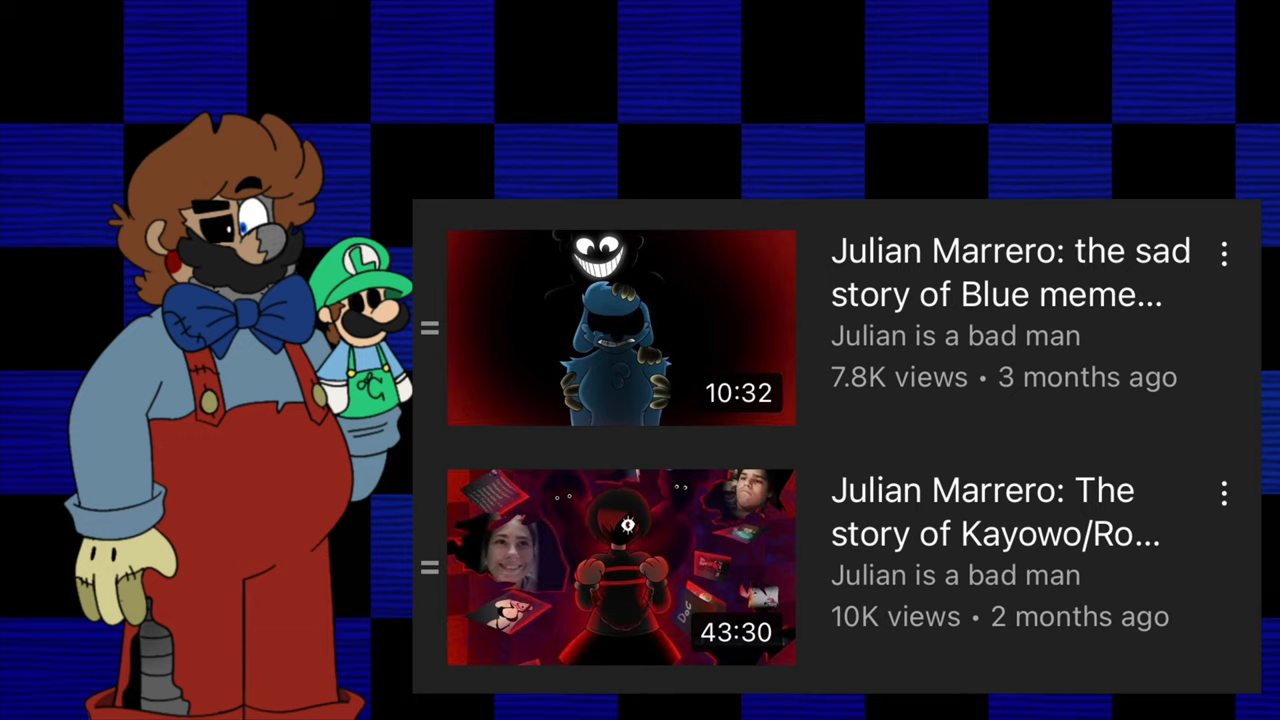 L
10:32
Julian Marrero: the sad
story of Blue meme...
Julian is a bad man
7.8K views • 3 months ago
DoC
43:30
Julian Marrero: The
story of Kayowo/Ro...
Julian is a bad man
10K views • 2 months ago